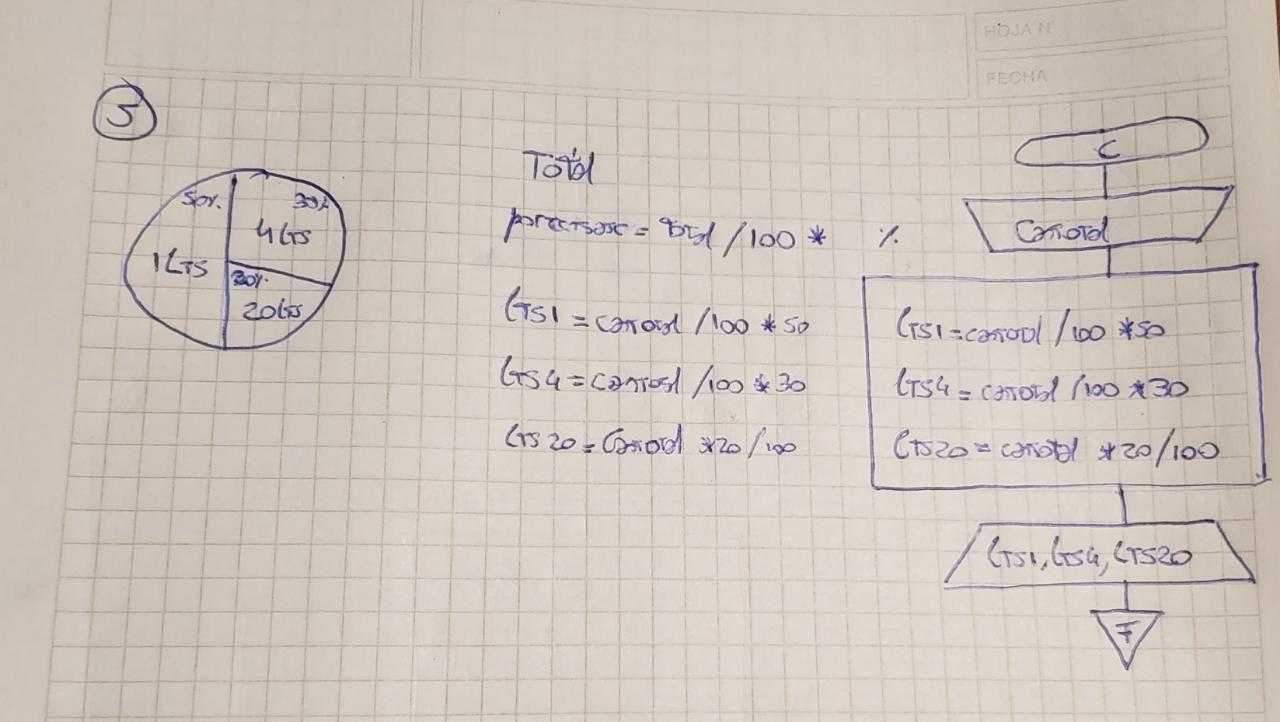 HOJA Nº
FECHA
5
50%. 30%
4LTS
1LTS
20%.
20LTS
Total
= total /100 * %
LTS1 = cantotal /100 * 50
LTS4 = cantotal /100 * 30
LTS20 = cantotal *20/100
C
cantotal
LTS1 = cantotal /100 *50
LTS4 = cantotal /100 *30
LTS20 = cantotal *20/100
LTS1, LTS4, LTS20
F